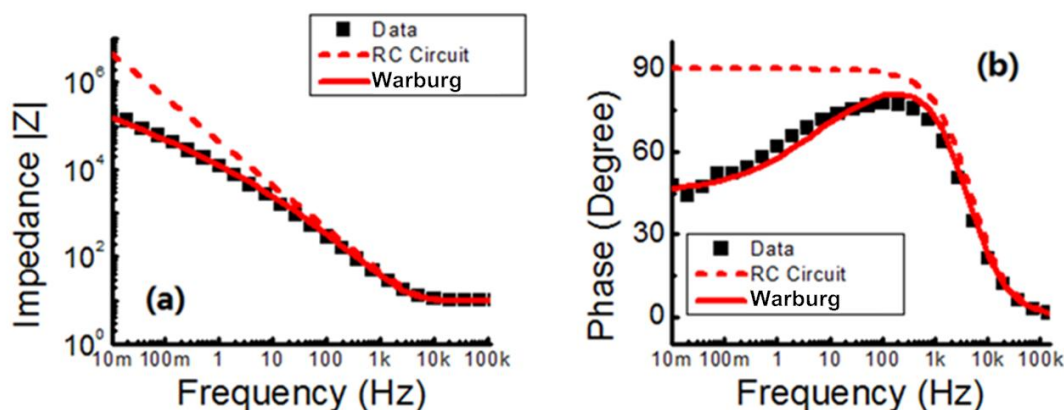 Data
RC Circuit
Warburg
Impedance |Z|
10⁶
10⁴
10²
10⁰
(a)
10m 100m 1 10 100 1k 10k 100k
Frequency (Hz)
(b)
Phase (Degree)
90
60
30
0
Data
RC Circuit
Warburg
10m 100m 1 10 100 1k 10k 100k
Frequency (Hz)